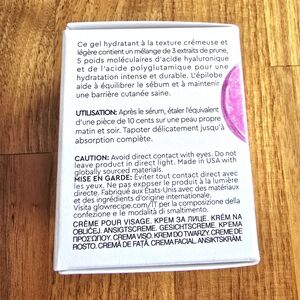 Ce gel hydratant à la texture crémeuse et
légère contient un mélange de 3 extraits de prune,
5 poids moléculaires d'acide hyaluronique
et de l'acide polyglutamique pour une
hydratation intense et durable. L'épilobe
aide à équilibrer le sébum et à maintenir
une barrière cutanée saine.
UTILISATION: Après le sérum, étaler l'équivalent
d'une pièce de 10 cents sur une peau propre
matin et soir. Tapoter délicatement jusqu'à
absorption complète.
CAUTION: Avoid direct contact with eyes. Do not
leave product in direct light. Made in USA with
globally sourced materials.
MISE EN GARDE: Éviter tout contact direct avec
les yeux. Ne pas exposer le produit à la lumière
directe. Fabriqué aux États-Unis avec des matériaux
et des ingrédients d'origine internationale.
Visita glowrecipe.com/IT per la composizione del
cofanetto e le modalità di smaltimento.
CRÈME POUR VISAGE. КРЕМ ЗА ЛИЦЕ. KRÉM NA
OBLIČEJ. ANSIGTSCREME. GESICHTSCREME. ΚΡΕΜΑ
ΠΡΟΣΩΠΟΥ. CREMA VISO. KREM DO TWARZY. CREME DE
ROSTO. CREMĂ DE FAȚĂ. CREMA FACIAL. ANSIKTSKRÄM.